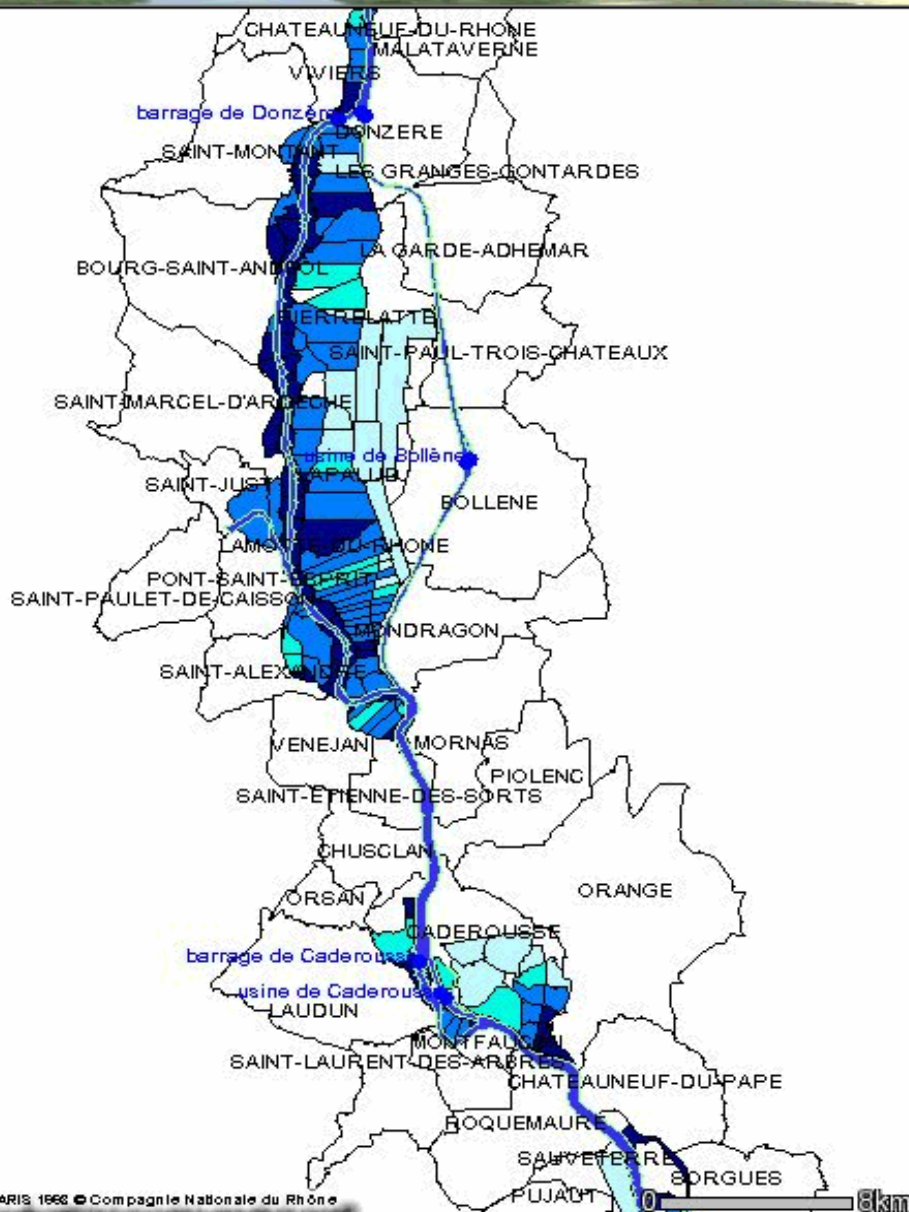 CHATEAUNEUF-DU-RHONE
MALATAVERNE
VIVIERS
barrage de Donzère
DONZERE
SAINT-MONTANT
LES GRANGES-GONTARDES
LA GARDE-ADHEMAR
BOURG-SAINT-ANDEOL
PIERRELATTE
SAINT-PAUL-TROIS-CHATEAUX
SAINT-MARCEL-D'ARDECHE
usine de Bollène
LAPALUD
SAINT-JUST
BOLLENE
LAMOTTE-DU-RHONE
PONT-SAINT-ESPRIT
SAINT-PAULET-DE-CAISSON
MONDRAGON
SAINT-ALEXANDRE
VENEJAN
MORNAS
PIOLENC
SAINT-ETIENNE-DES-SORTS
CHUSCLAN
ORSAN
ORANGE
CADEROUSSE
barrage de Caderousse
usine de Caderousse
LAUDUN
MONTFAUCON
SAINT-LAURENT-DES-ARBRES
CHATEAUNEUF-DU-PAPE
ROQUEMAURE
SAUVETERRE
SORGUES
PUJAUT
0 8km
ARIS 1998 © Compagnie Nationale du Rhône